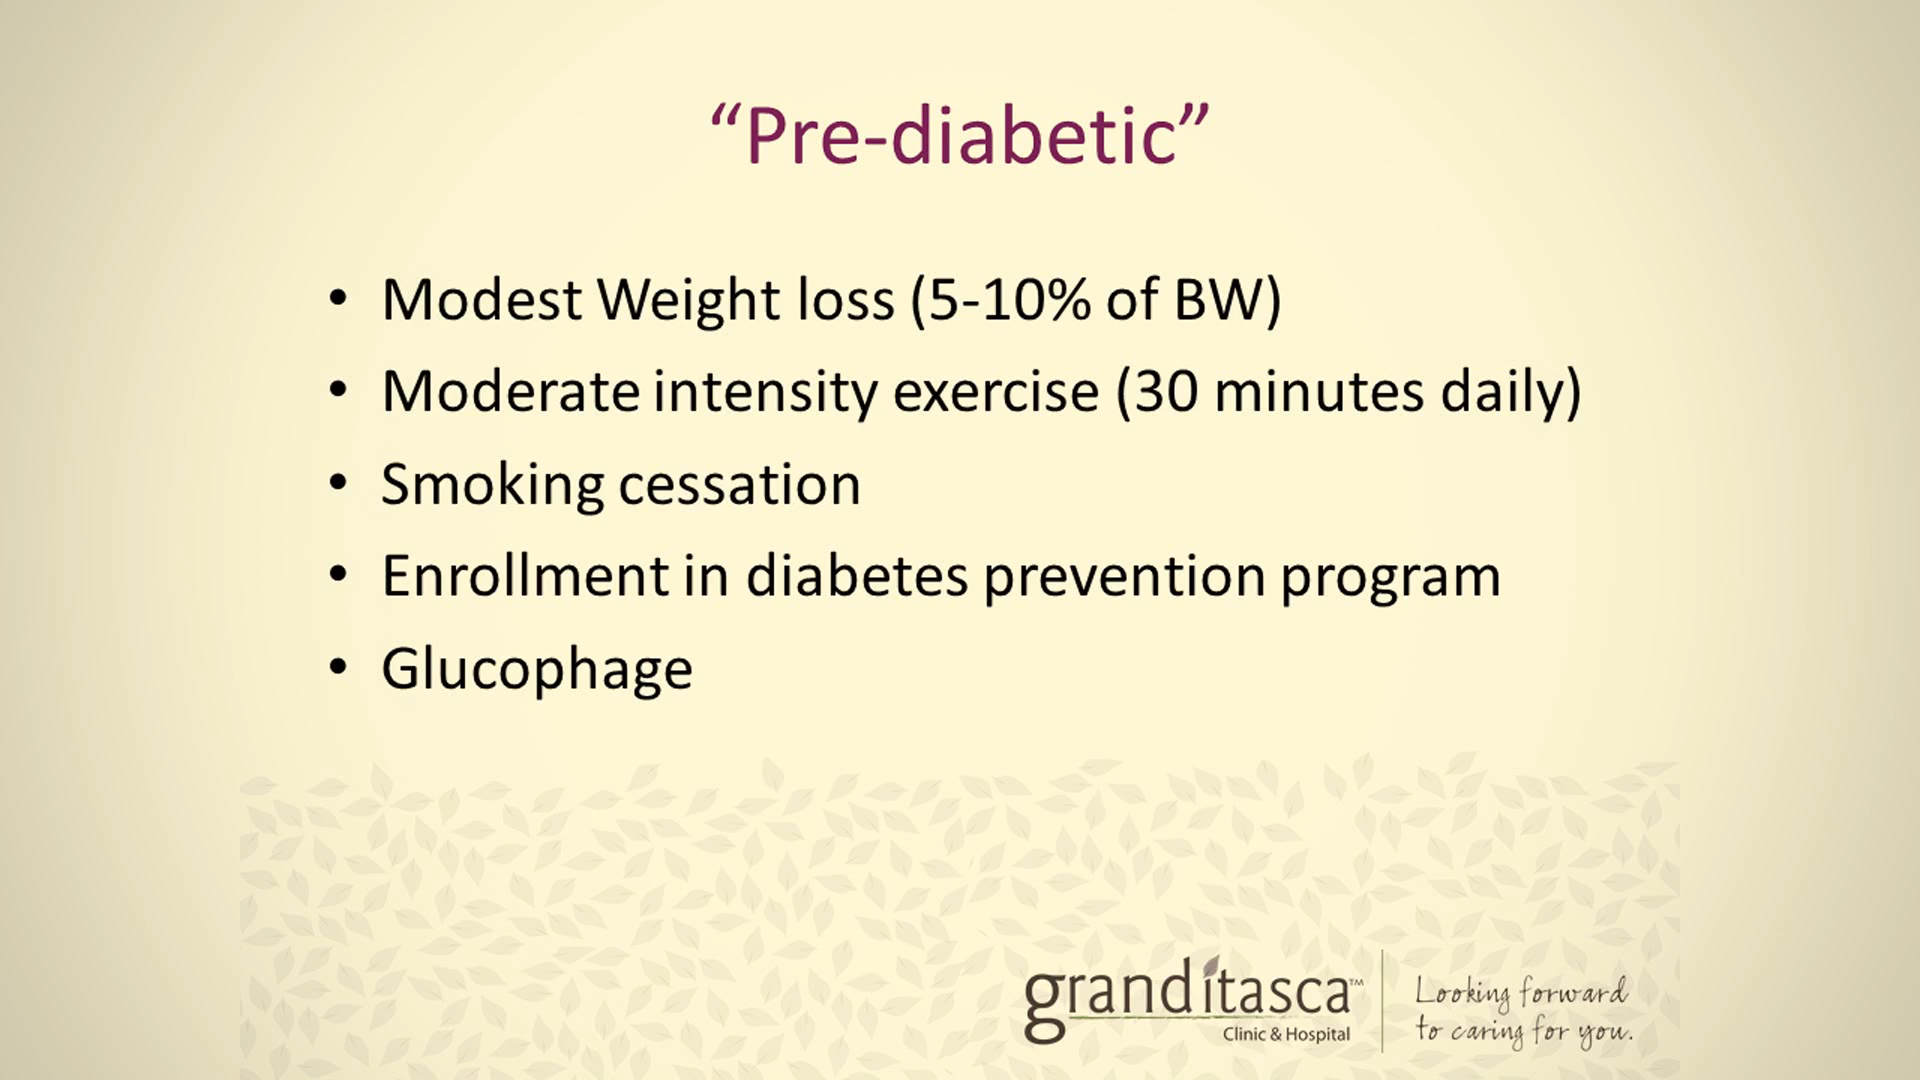 “Pre-diabetic”
• Modest Weight loss (5-10% of BW)
• Moderate intensity exercise (30 minutes daily)
• Smoking cessation
• Enrollment in diabetes prevention program
• Glucophage
granditasca™
Clinic & Hospital
Looking forward
to caring for you.